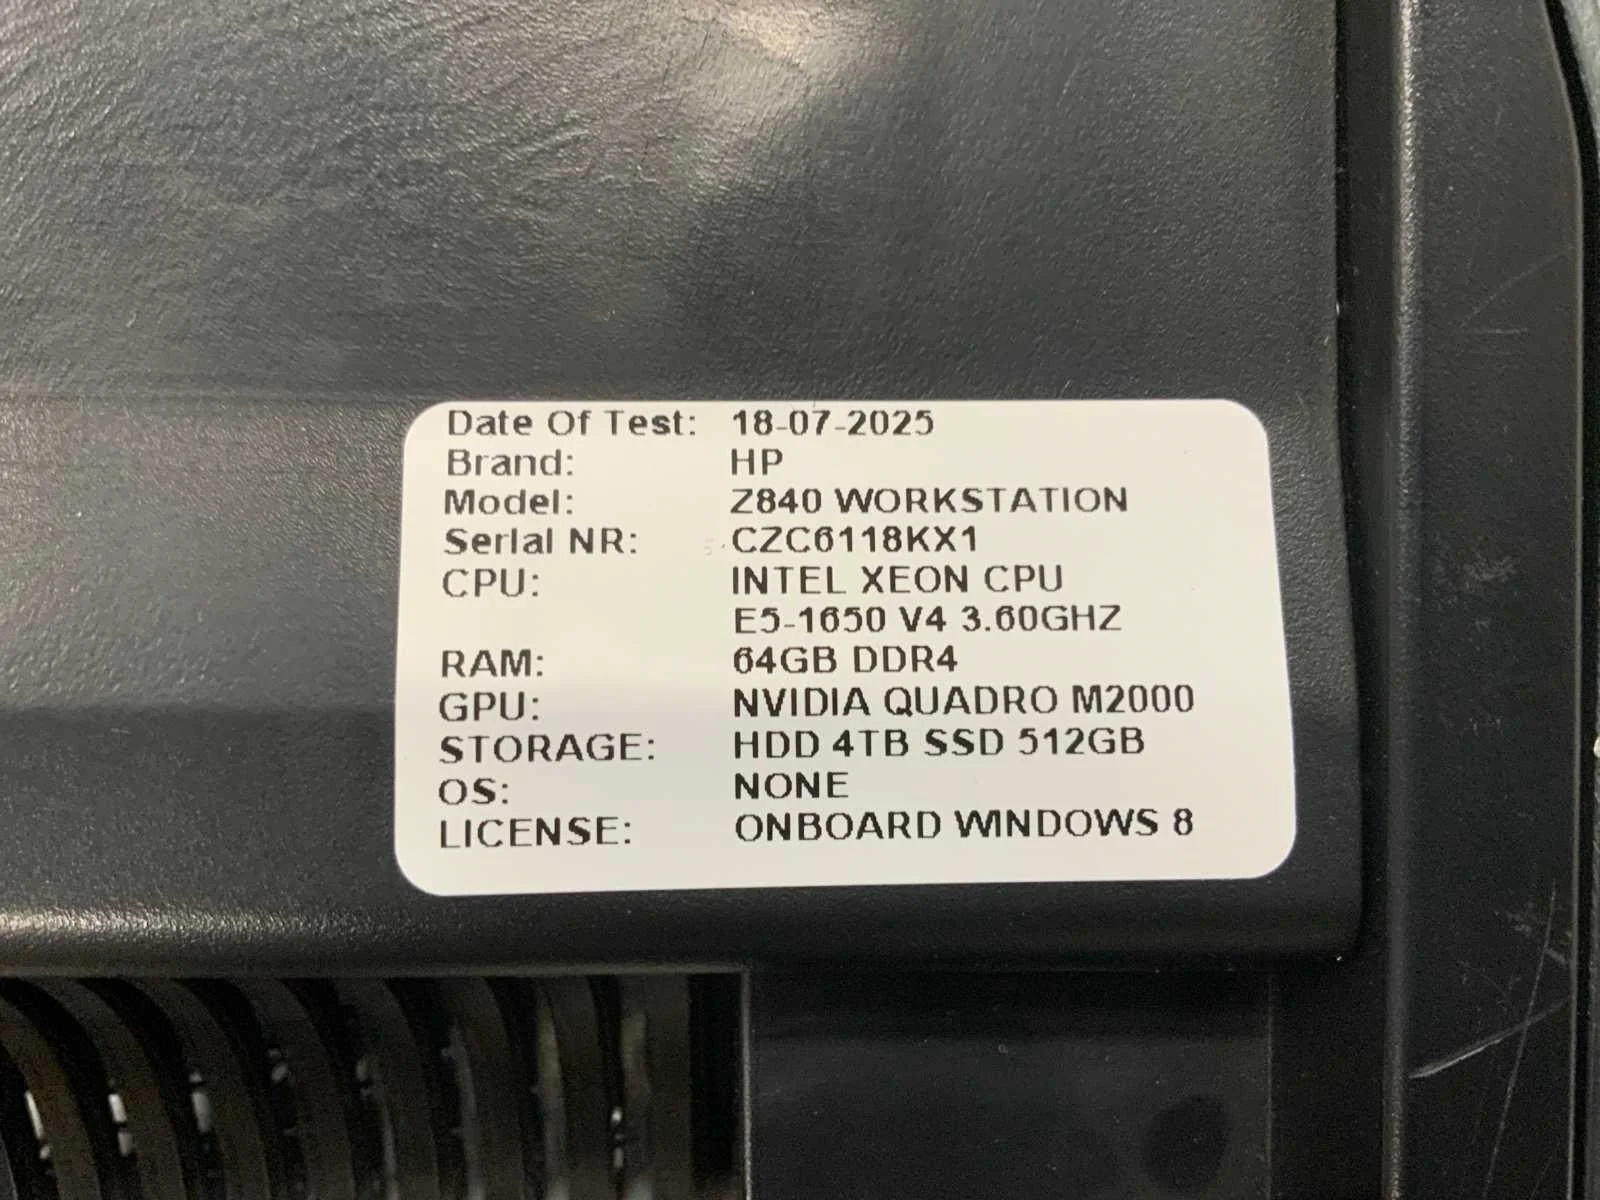 Date Of Test: 18-07-2025
Brand: HP
Model: Z840 WORKSTATION
Serial NR: CZC6118KX1
CPU: INTEL XEON CPU
E5-1650 V4 3.60GHZ
RAM: 64GB DDR4
GPU: NVIDIA QUADRO M2000
STORAGE: HDD 4TB SSD 512GB
OS: NONE
LICENSE: ONBOARD WINDOWS 8